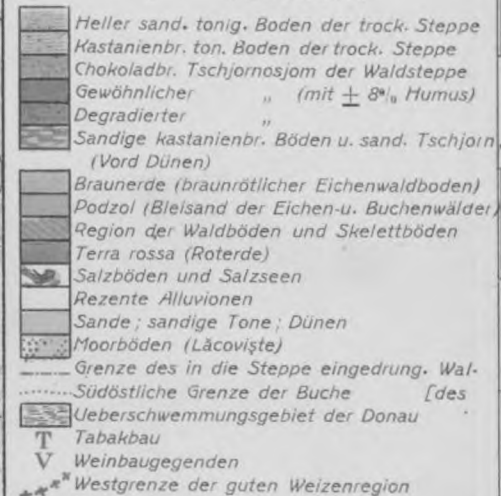 Heller sand. tonig. Boden der trock. Steppe
Kastanienbr. ton. Boden der trock. Steppe
Chokoladbr. Tschjornosjom der Waldsteppe
Gewöhnlicher „ (mit ± 8% Humus)
Degradierter „
Sandige kastanienbr. Böden u. sand. Tschjorn
(Vord Dünen)
Braunerde (braunrötlicher Eichenwaldboden)
Podzol (Bleisand der Eichen-u. Buchenwälder)
Region der Waldböden und Skelettböden
Terra rossa (Roterde)
Salzböden und Salzseen
Rezente Alluvionen
Sande; sandige Tone; Dünen
Moorböden (Lăcoviște)
Grenze des in die Steppe eingedrung. Wal-
Südöstliche Grenze der Buche [des
Ueberschwemmungsgebiet der Donau
T Tabakbau
V Weinbaugegenden
Westgrenze der guten Weizenregion